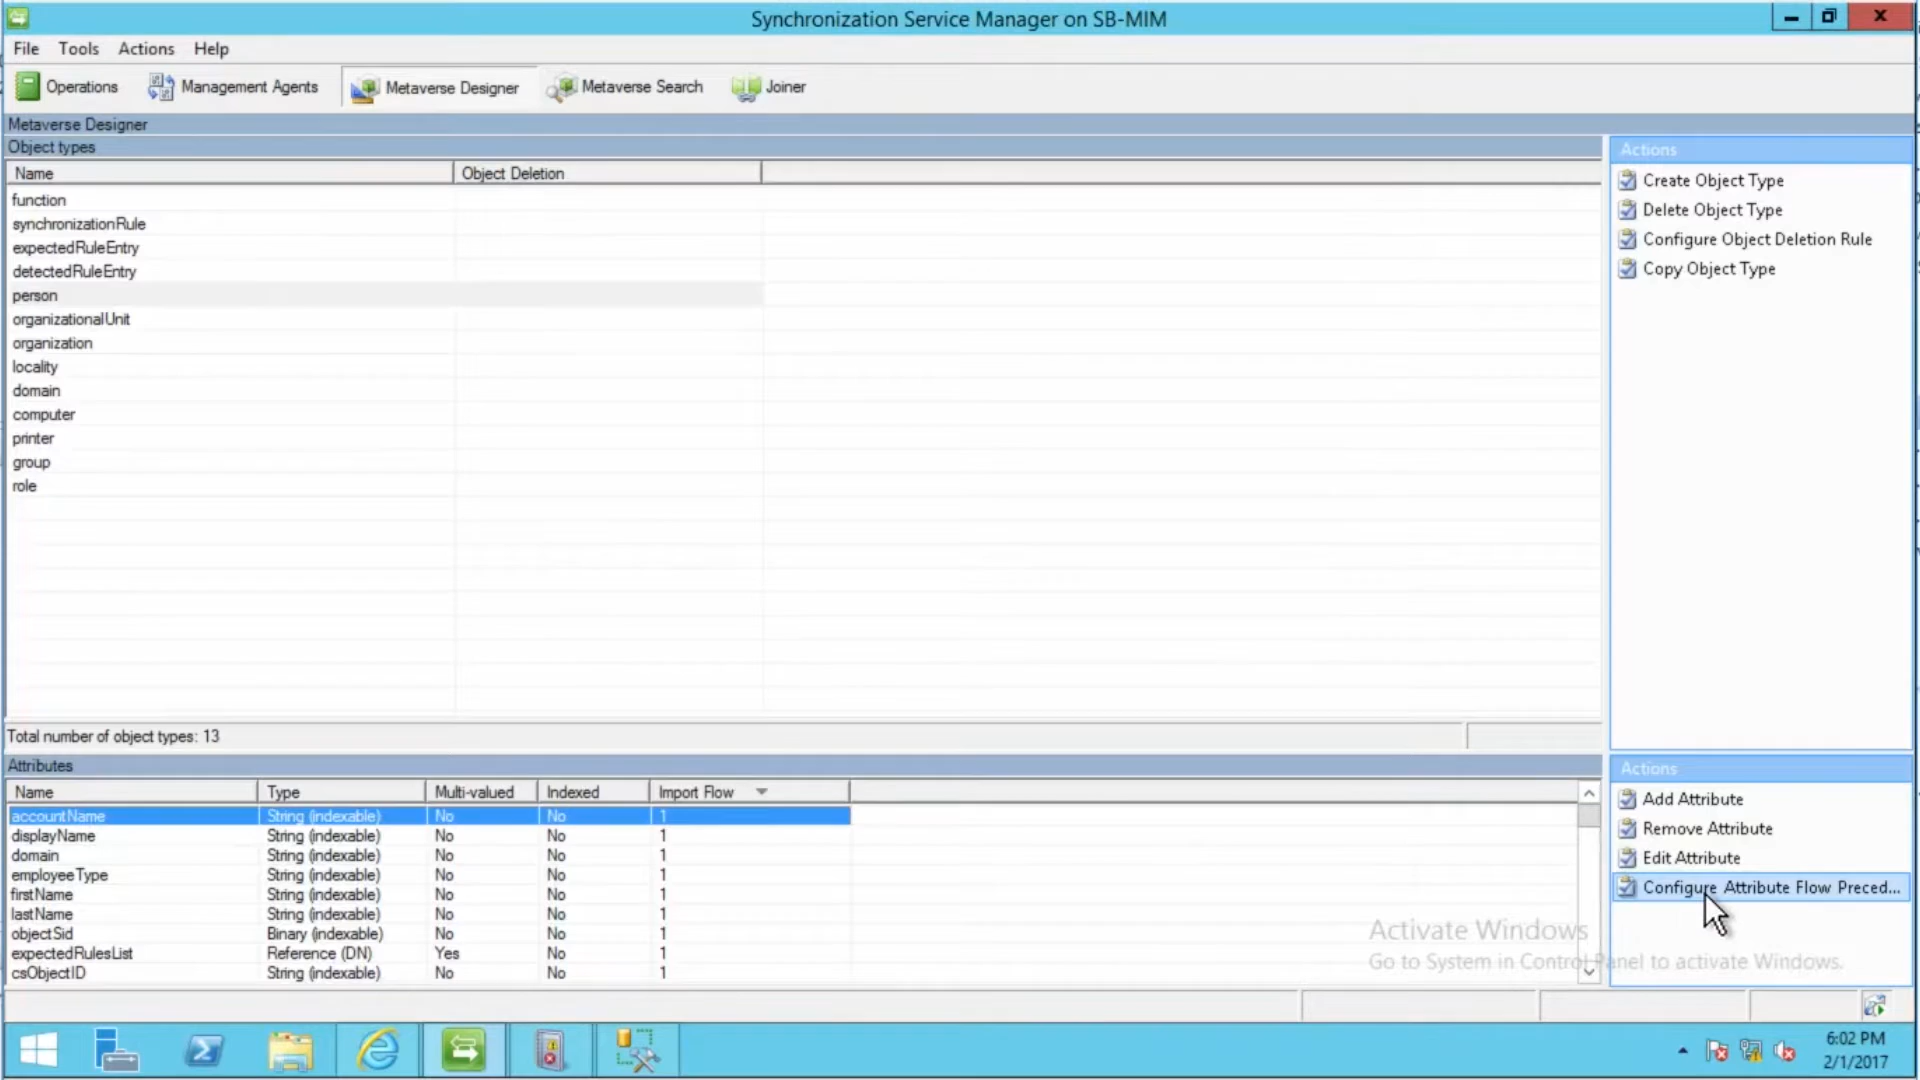 Synchronization Service Manager on SB-MIM
File Tools Actions Help
Operations Management Agents Metaverse Designer Metaverse Search Joiner
Metaverse Designer
Object types
Name Object Deletion
function
synchronizationRule
expectedRuleEntry
detectedRuleEntry
person
organizationalUnit
organization
locality
domain
computer
printer
group
role
Total number of object types: 13
Actions
Create Object Type
Delete Object Type
Configure Object Deletion Rule
Copy Object Type
Attributes
Name Type Multi-valued Indexed Import Flow
accountName String (indexable) No No 1
displayName String (indexable) No No 1
domain String (indexable) No No 1
employeeType String (indexable) No No 1
firstName String (indexable) No No 1
lastName String (indexable) No No 1
objectSid Binary (indexable) No No 1
expectedRulesList Reference (DN) Yes No 1
csObjectID String (indexable) No No 1
Actions
Add Attribute
Remove Attribute
Edit Attribute
Configure Attribute Flow Preced...
Activate Windows
Go to System in Control Panel to activate Windows.
6:02 PM
2/1/2017